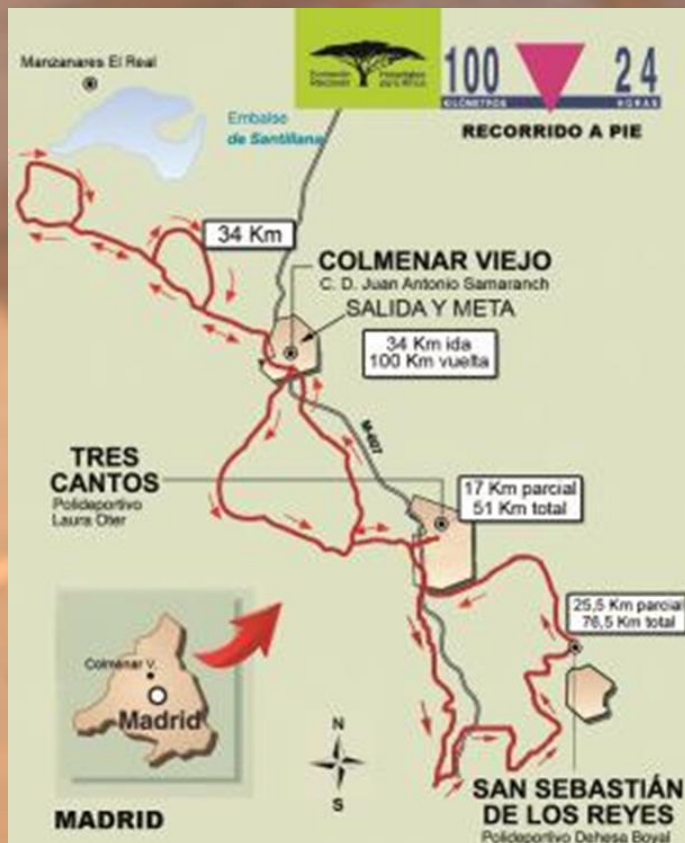 Manzanares El Real
Embalse
de Santillana
100
KILÓMETROS
24
HORAS
RECORRIDO A PIE
34 Km
COLMENAR VIEJO
C. D. Juan Antonio Samaranch
SALIDA Y META
34 Km ida
100 Km vuelta
M-607
TRES
CANTOS
Polideportivo
Laura Oter
17 Km parcial
51 Km total
25,5 Km parcial
76,5 Km total
Colmenar V.
Madrid
MADRID
N
S
SAN SEBASTIÁN
DE LOS REYES
Polideportivo Dehesa Boyal